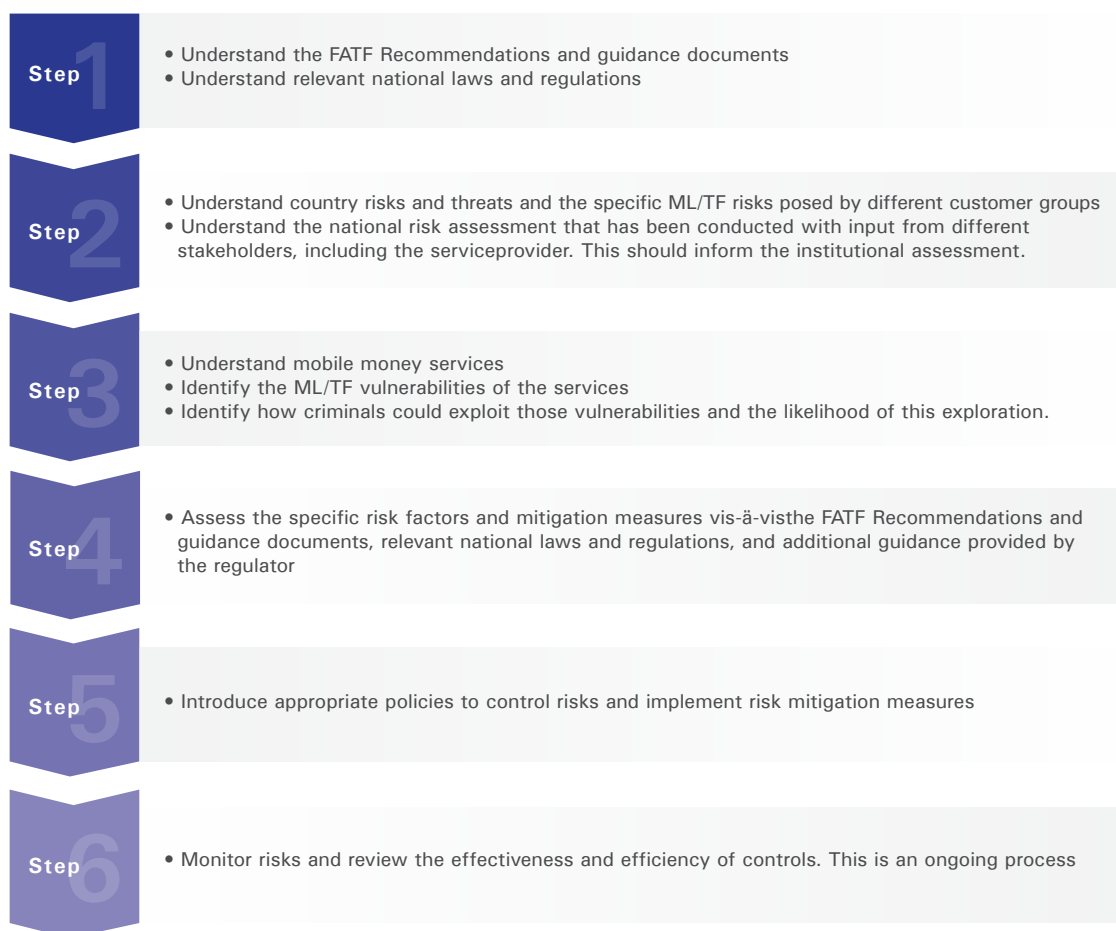 Step 1
• Understand the FATF Recommendations and guidance documents
• Understand relevant national laws and regulations
Step 2
• Understand country risks and threats and the specific ML/TF risks posed by different customer groups
• Understand the national risk assessment that has been conducted with input from different
stakeholders, including the serviceprovider. This should inform the institutional assessment.
Step 3
• Understand mobile money services
• Identify the ML/TF vulnerabilities of the services
• Identify how criminals could exploit those vulnerabilities and the likelihood of this exploration.
Step 4
• Assess the specific risk factors and mitigation measures vis-ä-visthe FATF Recommendations and
guidance documents, relevant national laws and regulations, and additional guidance provided by
the regulator
Step 5
• Introduce appropriate policies to control risks and implement risk mitigation measures
Step 6
• Monitor risks and review the effectiveness and efficiency of controls. This is an ongoing process